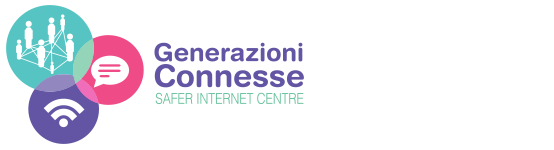 Generazioni
Connesse
SAFER INTERNET CENTRE